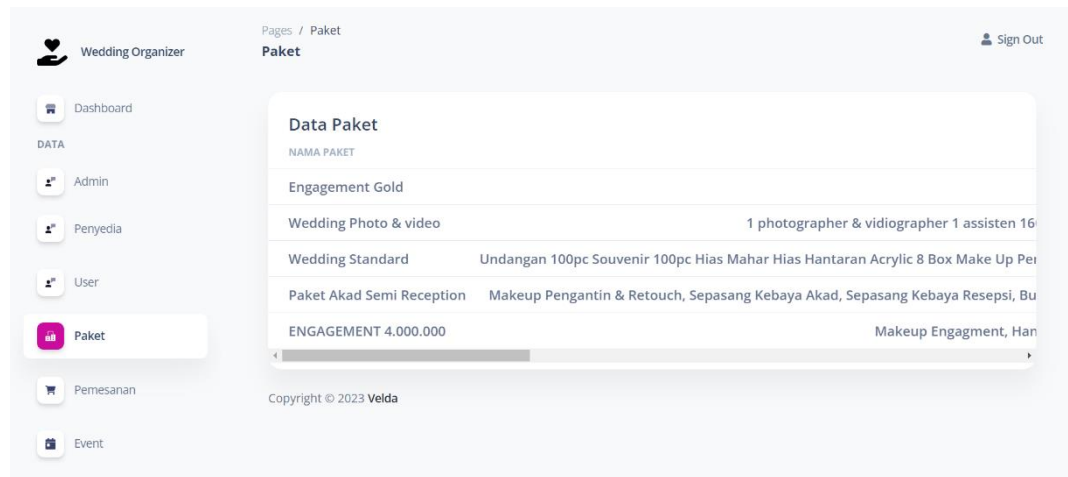 Wedding Organizer
Pages / Paket
Paket
Sign Out
Dashboard
DATA
Admin
Penyedia
User
Paket
Pemesanan
Event
Data Paket
NAMA PAKET
Engagement Gold
Wedding Photo & video 1 photographer & vidiographer 1 assisten 16
Wedding Standard Undangan 100pc Souvenir 100pc Hias Mahar Hias Hantaran Acrylic 8 Box Make Up
Paket Akad Semi Reception Makeup Pengantin & Retouch, Sepasang Kebaya Akad, Sepasang Kebaya Resepsi,
ENGAGEMENT 4.000.000 Makeup Engagment,
Copyright © 2023 Velda